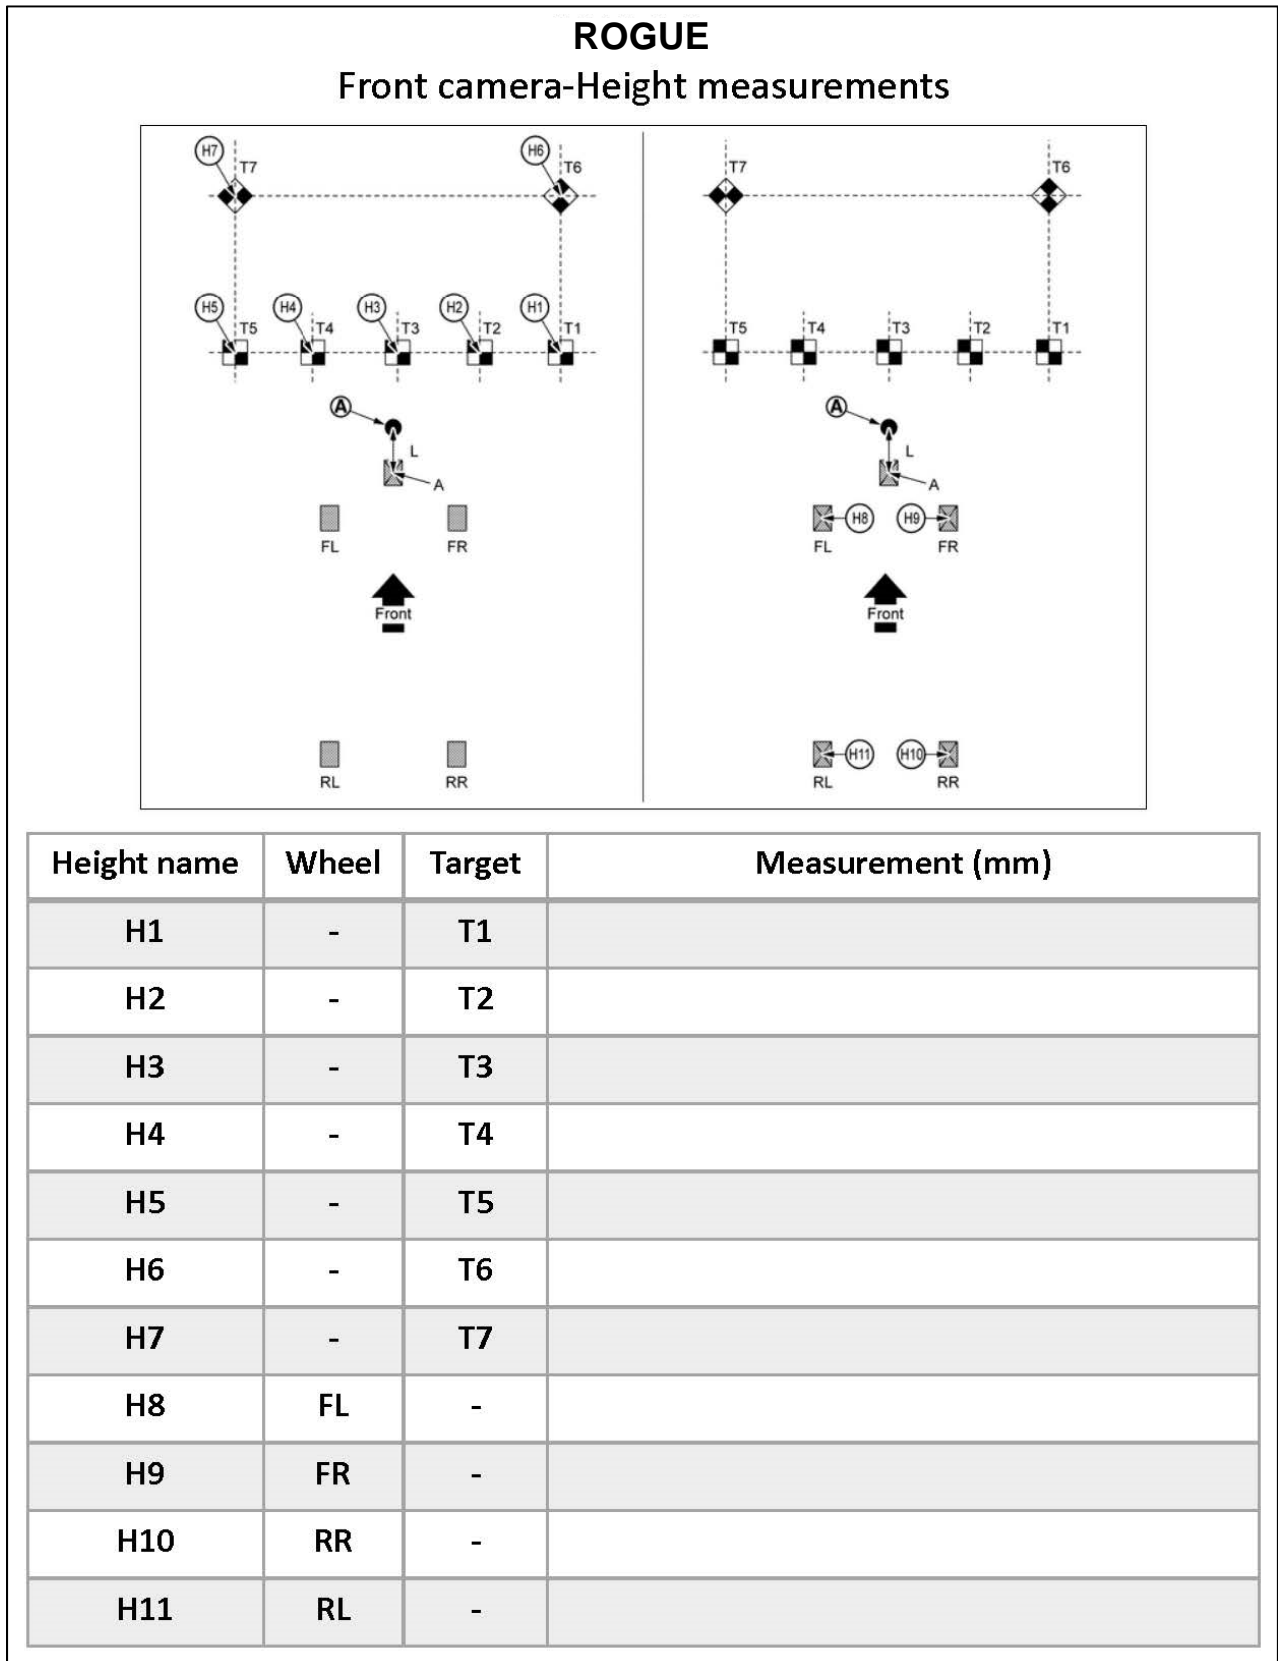 ROGUE
Front camera-Height measurements
H7 T7 H6 T6
H5 T5 H4 T4 H3 T3 H2 T2 H1 T1
A
L
A
FL FR
Front
RL RR
T7 T6
T5 T4 T3 T2 T1
A
L
A
H8 H9
FL FR
Front
H11 H10
RL RR
Height name Wheel Target Measurement (mm)
H1 - T1
H2 - T2
H3 - T3
H4 - T4
H5 - T5
H6 - T6
H7 - T7
H8 FL -
H9 FR -
H10 RR -
H11 RL -